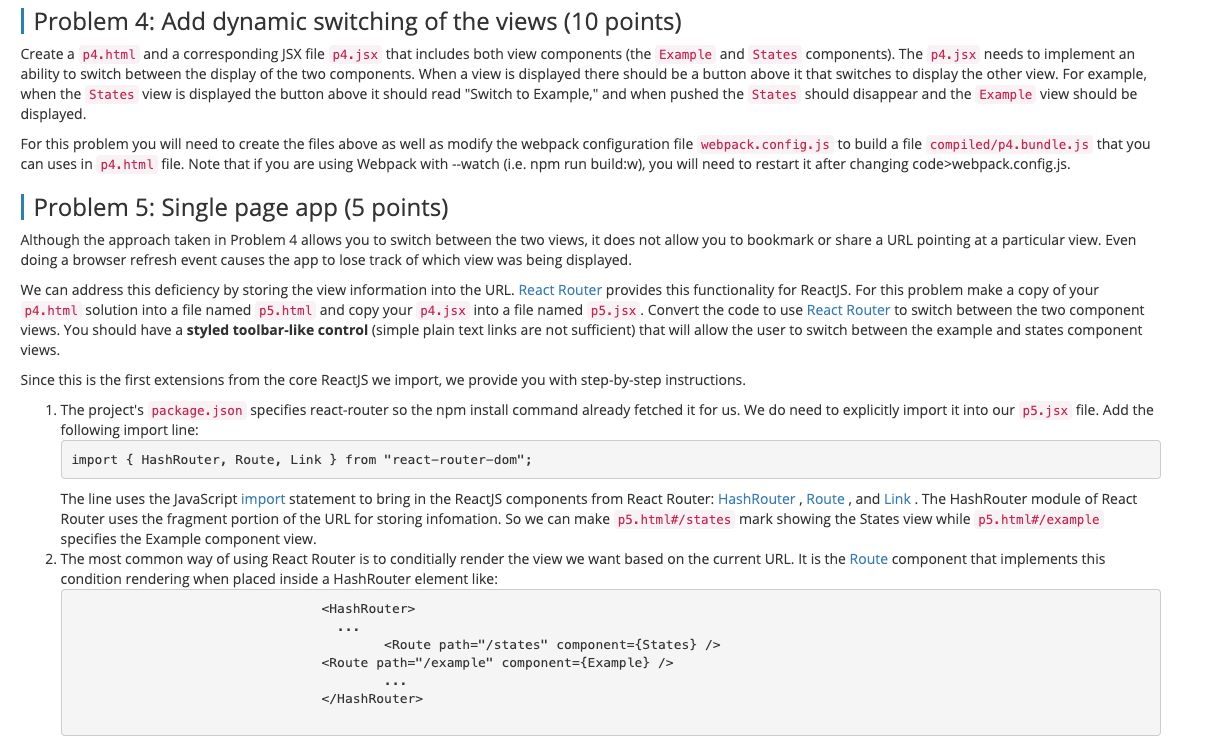 Problem 4: Add dynamic switching of the views (10 points)
Create a p4.html and a corresponding JSX file p4.jsx that includes both view components (the Example and States components). The p4.jsx needs to implement an
ability to switch between the display of the two components. When a view is displayed there should be a button above it that switches to display the other view. For example,
when the States view is displayed the button above it should read "Switch to Example," and when pushed the States should disappear and the Example view should be
displayed.
For this problem you will need to create the files above as well as modify the webpack configuration file webpack.config.js to build a file compiled/p4.bundle.js that you
can uses in p4.html file. Note that if you are using Webpack with --watch (i.e. npm run build:w), you will need to restart it after changing code>webpack.config.js.
Problem 5: Single page app (5 points)
Although the approach taken in Problem 4 allows you to switch between the two views, it does not allow you to bookmark or share a URL pointing at a particular view. Even
doing a browser refresh event causes the app to lose track of which view was being displayed.
We can address this deficiency by storing the view information into the URL. React Router provides this functionality for ReactJS. For this problem make a copy of your
p4.html solution into a file named p5.html and copy your p4.jsx into a file named p5.jsx . Convert the code to use React Router to switch between the two component
views. You should have a styled toolbar-like control (simple plain text links are not sufficient) that will allow the user to switch between the example and states component
views.
Since this is the first extensions from the core ReactJS we import, we provide you with step-by-step instructions.
1. The project's package.json specifies react-router so the npm install command already fetched it for us. We do need to explicitly import it into our p5.jsx file. Add the
following import line:
import { HashRouter, Route, Link } from "react-router-dom";
The line uses the JavaScript import statement to bring in the ReactJS components from React Router: HashRouter , Route , and Link . The HashRouter module of React
Router uses the fragment portion of the URL for storing infomation. So we can make p5.html#/states mark showing the States view while p5.html#/example
specifies the Example component view.
2. The most common way of using React Router is to conditially render the view we want based on the current URL. It is the Route component that implements this
condition rendering when placed inside a HashRouter element like:
<HashRouter>
...
<Route path="/states" component={States} />
<Route path="/example" component={Example} />
...
</HashRouter>